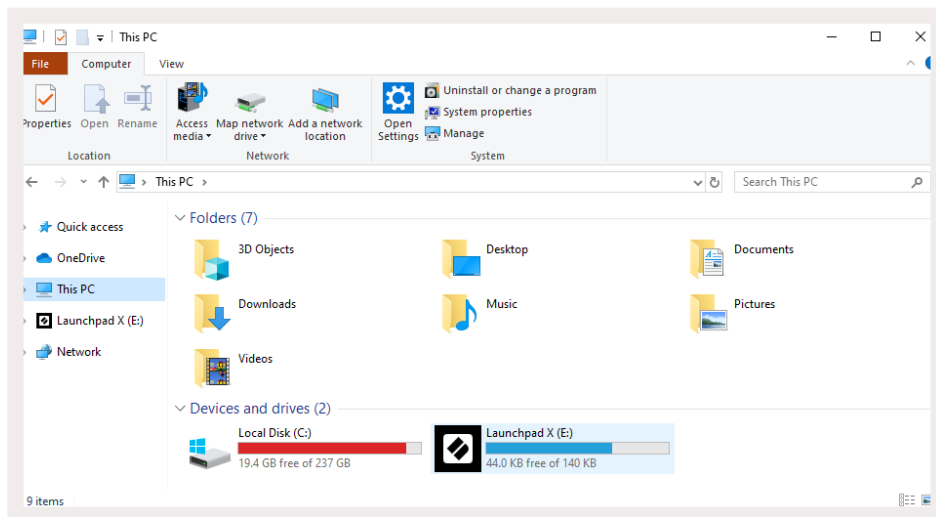 This PC
File Computer View
Properties Open Rename
Access media Map network drive Add a network location
Open Settings
Uninstall or change a program
System properties
Manage
Location Network System
This PC
Search This PC
Quick access
OneDrive
This PC
Launchpad X (E:)
Network
Folders (7)
3D Objects
Desktop
Documents
Downloads
Music
Pictures
Videos
Devices and drives (2)
Local Disk (C:)
19.4 GB free of 237 GB
Launchpad X (E:)
44.0 KB free of 140 KB
9 items